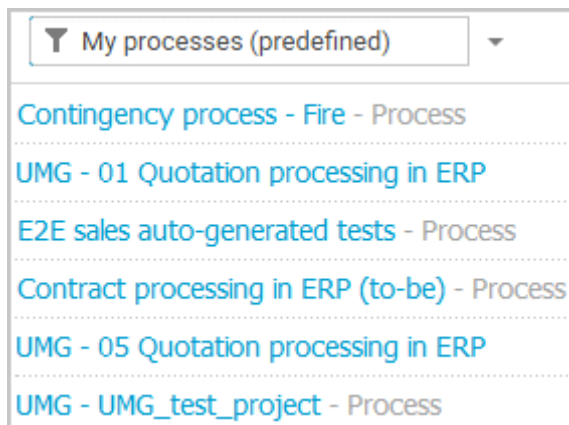 My processes (predefined)
Contingency process - Fire - Process
UMG - 01 Quotation processing in ERP
E2E sales auto-generated tests - Process
Contract processing in ERP (to-be) - Process
UMG - 05 Quotation processing in ERP
UMG - UMG_test_project - Process